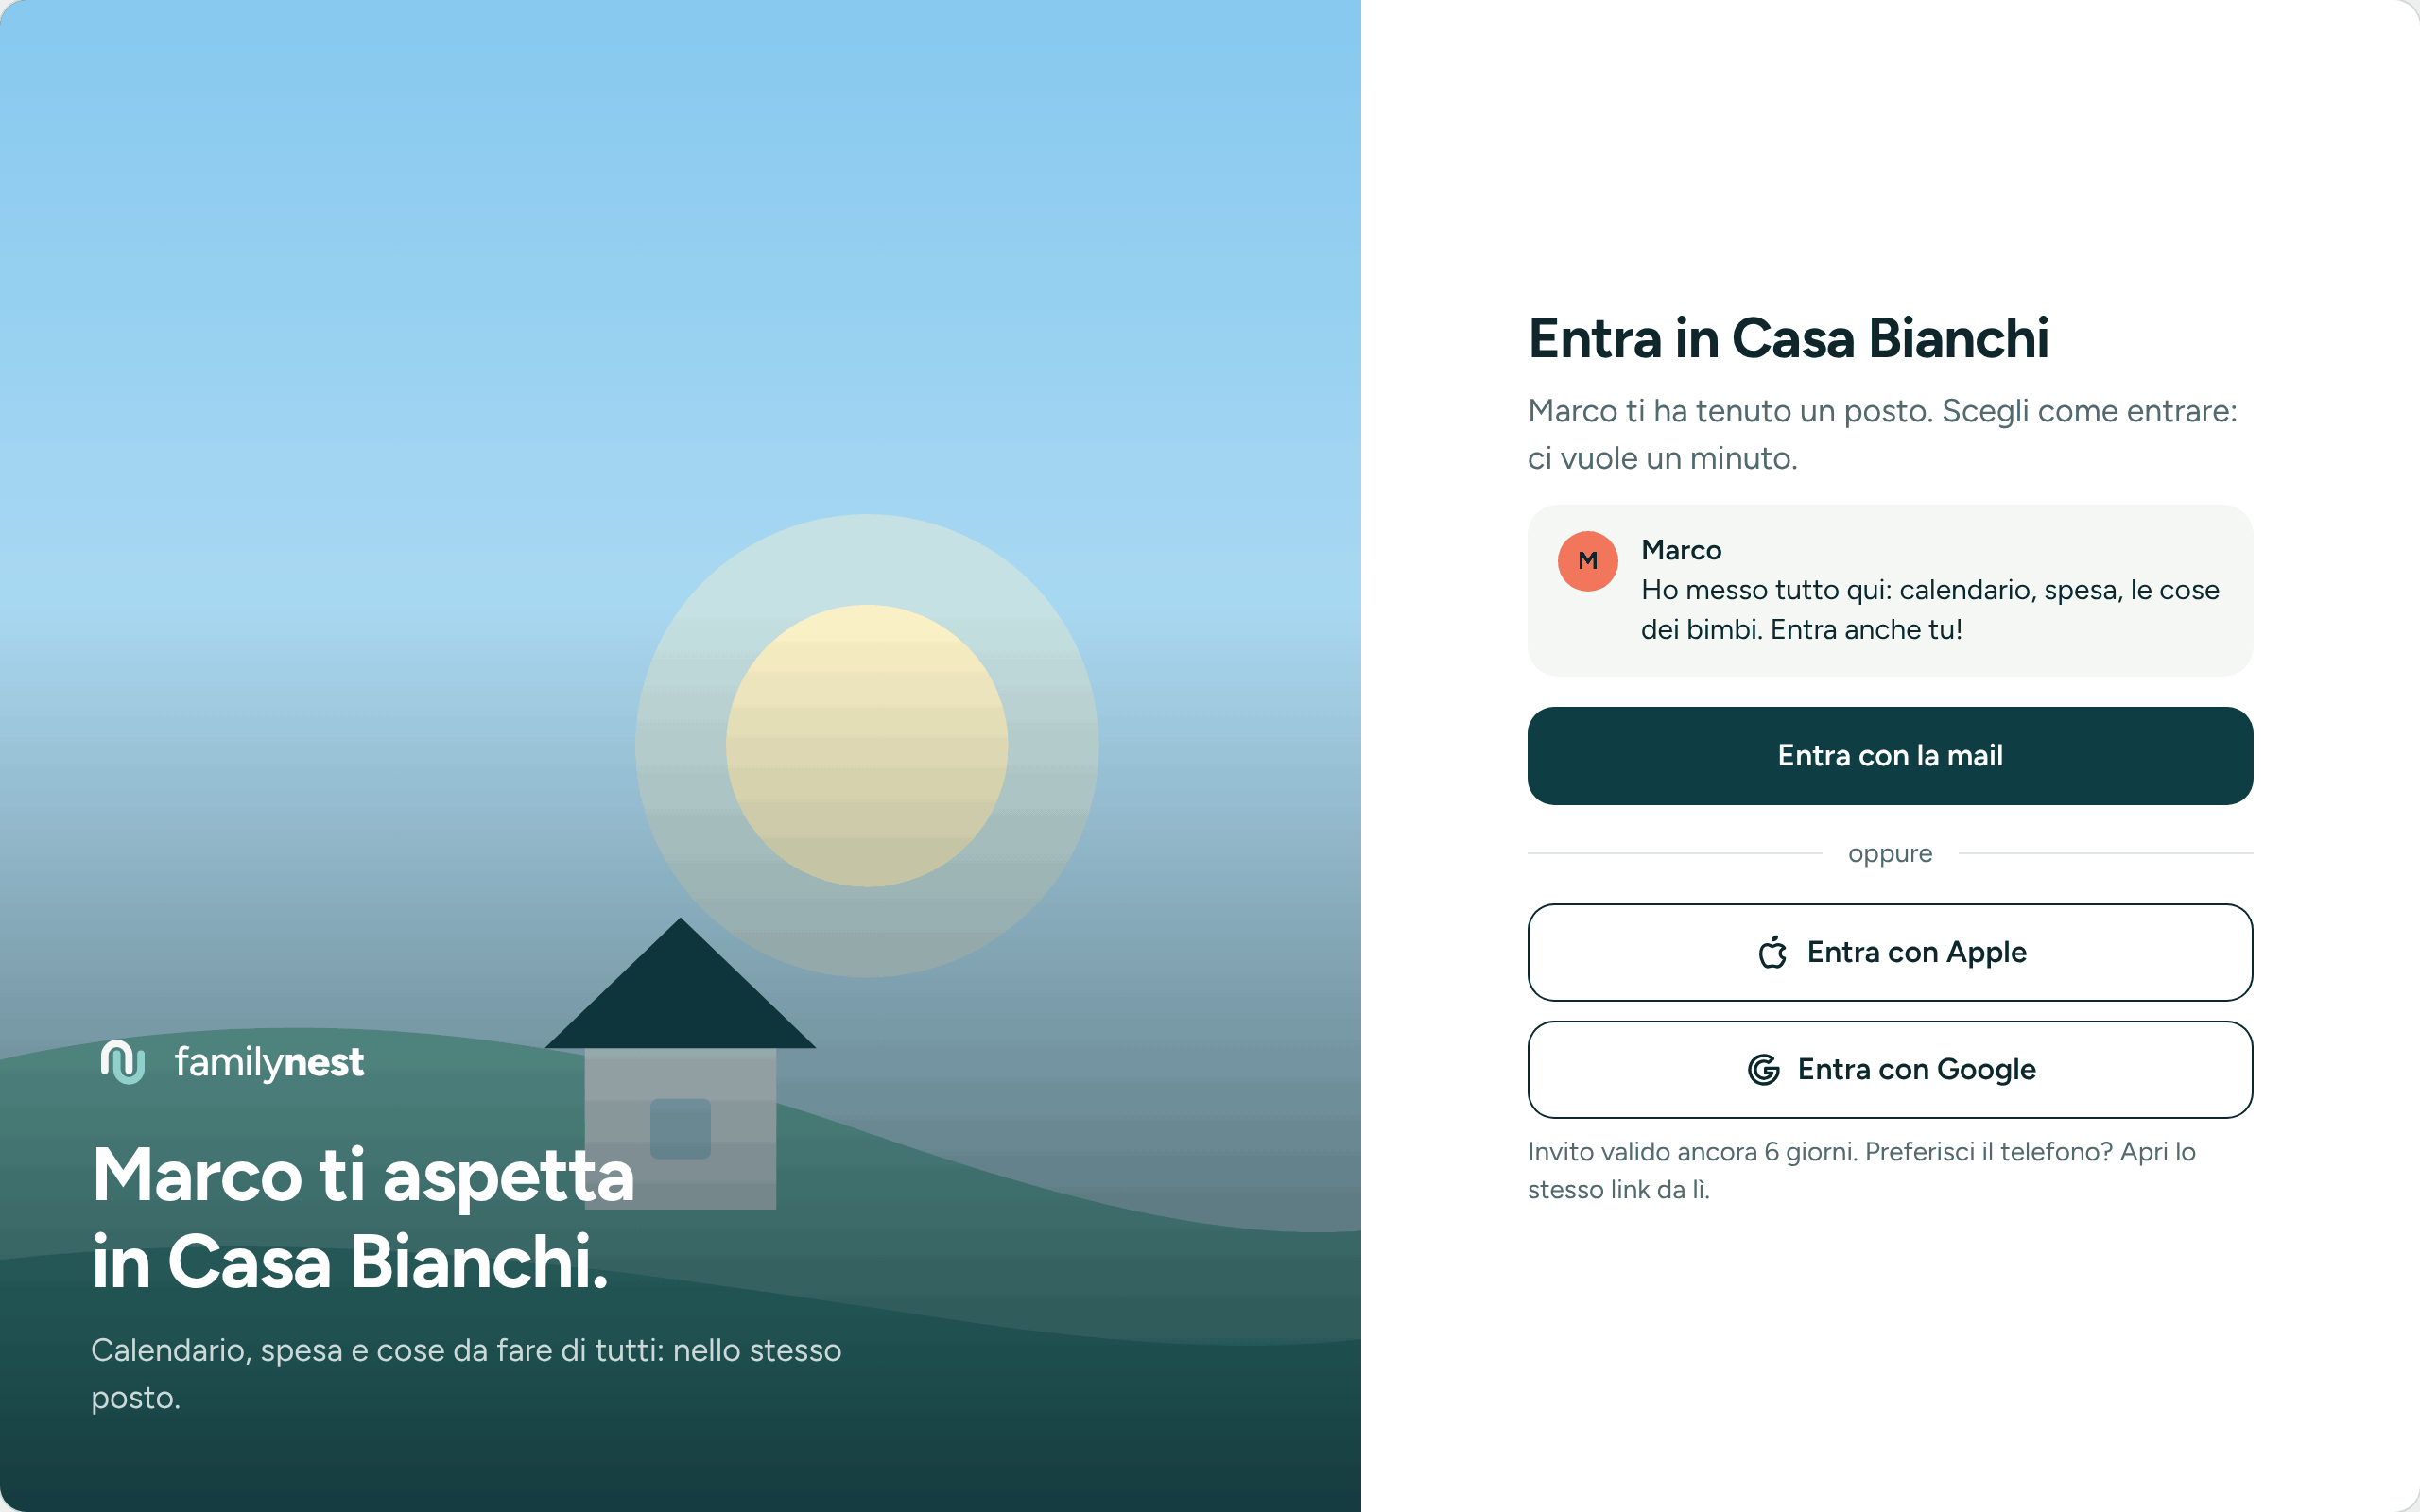 familynest
Marco ti aspetta
in Casa Bianchi.
Calendario, spesa e cose da fare di tutti: nello stesso
posto.
Entra in Casa Bianchi
Marco ti ha tenuto un posto. Scegli come entrare:
ci vuole un minuto.
M
Marco
Ho messo tutto qui: calendario, spesa, le cose
dei bimbi. Entra anche tu!
Entra con la mail
oppure
Entra con Apple
Entra con Google
Invito valido ancora 6 giorni. Preferisci il telefono? Apri lo
stesso link da lì.